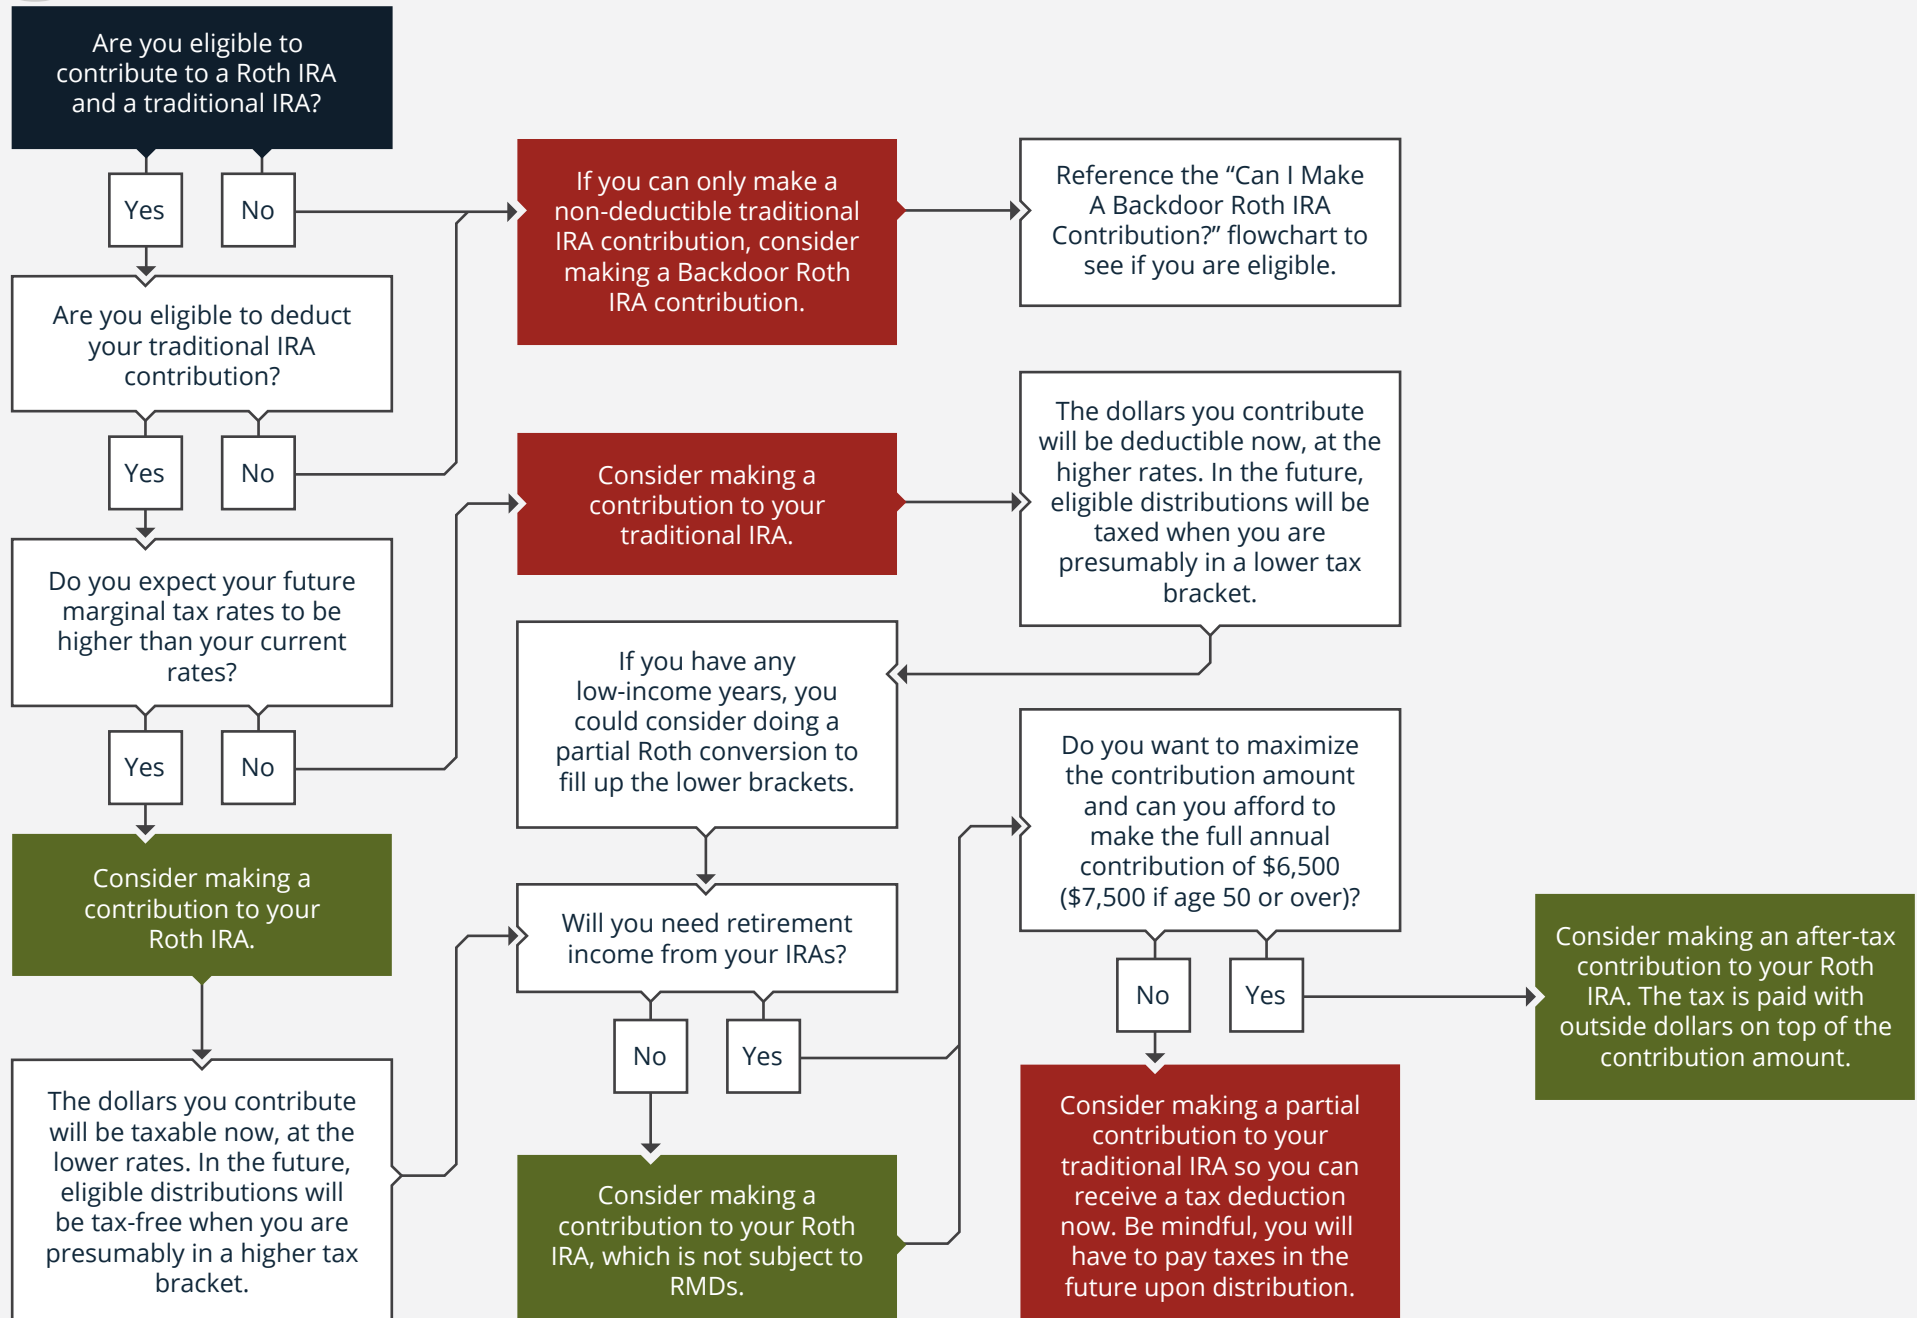 Are you eligible to
contribute to a Roth IRA
and a traditional IRA?
Yes
No
If you can only make a
non-deductible traditional
IRA contribution, consider
making a Backdoor Roth
IRA contribution.
Reference the “Can I Make
A Backdoor Roth IRA
Contribution?” flowchart to
see if you are eligible.
Are you eligible to deduct
your traditional IRA
contribution?
Yes
No
Consider making a
contribution to your
traditional IRA.
The dollars you contribute
will be deductible now, at the
higher rates. In the future,
eligible distributions will be
taxed when you are
presumably in a lower tax
bracket.
Do you expect your future
marginal tax rates to be
higher than your current
rates?
Yes
No
If you have any
low-income years, you
could consider doing a
partial Roth conversion to
fill up the lower brackets.
Consider making a
contribution to your
Roth IRA.
Will you need retirement
income from your IRAs?
No
Yes
Do you want to maximize
the contribution amount
and can you afford to
make the full annual
contribution of $6,500
($7,500 if age 50 or over)?
No
Yes
Consider making an after-tax
contribution to your Roth
IRA. The tax is paid with
outside dollars on top of the
contribution amount.
The dollars you contribute
will be taxable now, at the
lower rates. In the future,
eligible distributions will
be tax-free when you are
presumably in a higher tax
bracket.
Consider making a
contribution to your Roth
IRA, which is not subject to
RMDs.
Consider making a partial
contribution to your
traditional IRA so you can
receive a tax deduction
now. Be mindful, you will
have to pay taxes in the
future upon distribution.